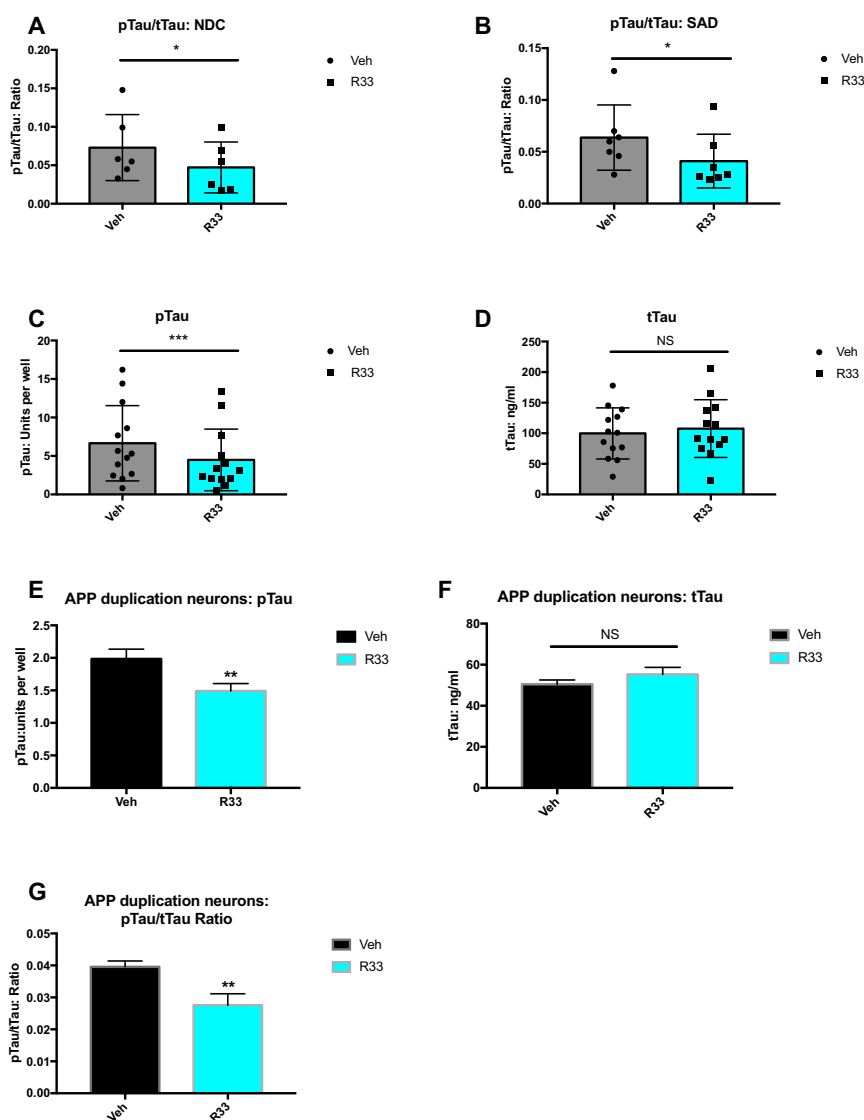 A
pTau/tTau: NDC
*
Veh
R33
pTau/tTau: Ratio
0.20
0.15
0.10
0.05
0.00
Veh
R33
B
pTau/tTau: SAD
*
Veh
R33
pTau/tTau: Ratio
0.15
0.10
0.05
0.00
Veh
R33
C
pTau
***
Veh
R33
pTau: Units per well
20
15
10
5
0
Veh
R33
D
tTau
NS
Veh
R33
tTau: ng/ml
250
200
150
100
50
0
Veh
R33
E
APP duplication neurons: pTau
Veh
R33
**
pTau:units per well
2.5
2.0
1.5
1.0
0.5
0.0
Veh
R33
F
APP duplication neurons: tTau
NS
Veh
R33
tTau: ng/ml
80
60
40
20
0
Veh
R33
G
APP duplication neurons:
pTau/tTau Ratio
Veh
R33
**
pTau/tTau: Ratio
0.05
0.04
0.03
0.02
0.01
0.00
Veh
R33